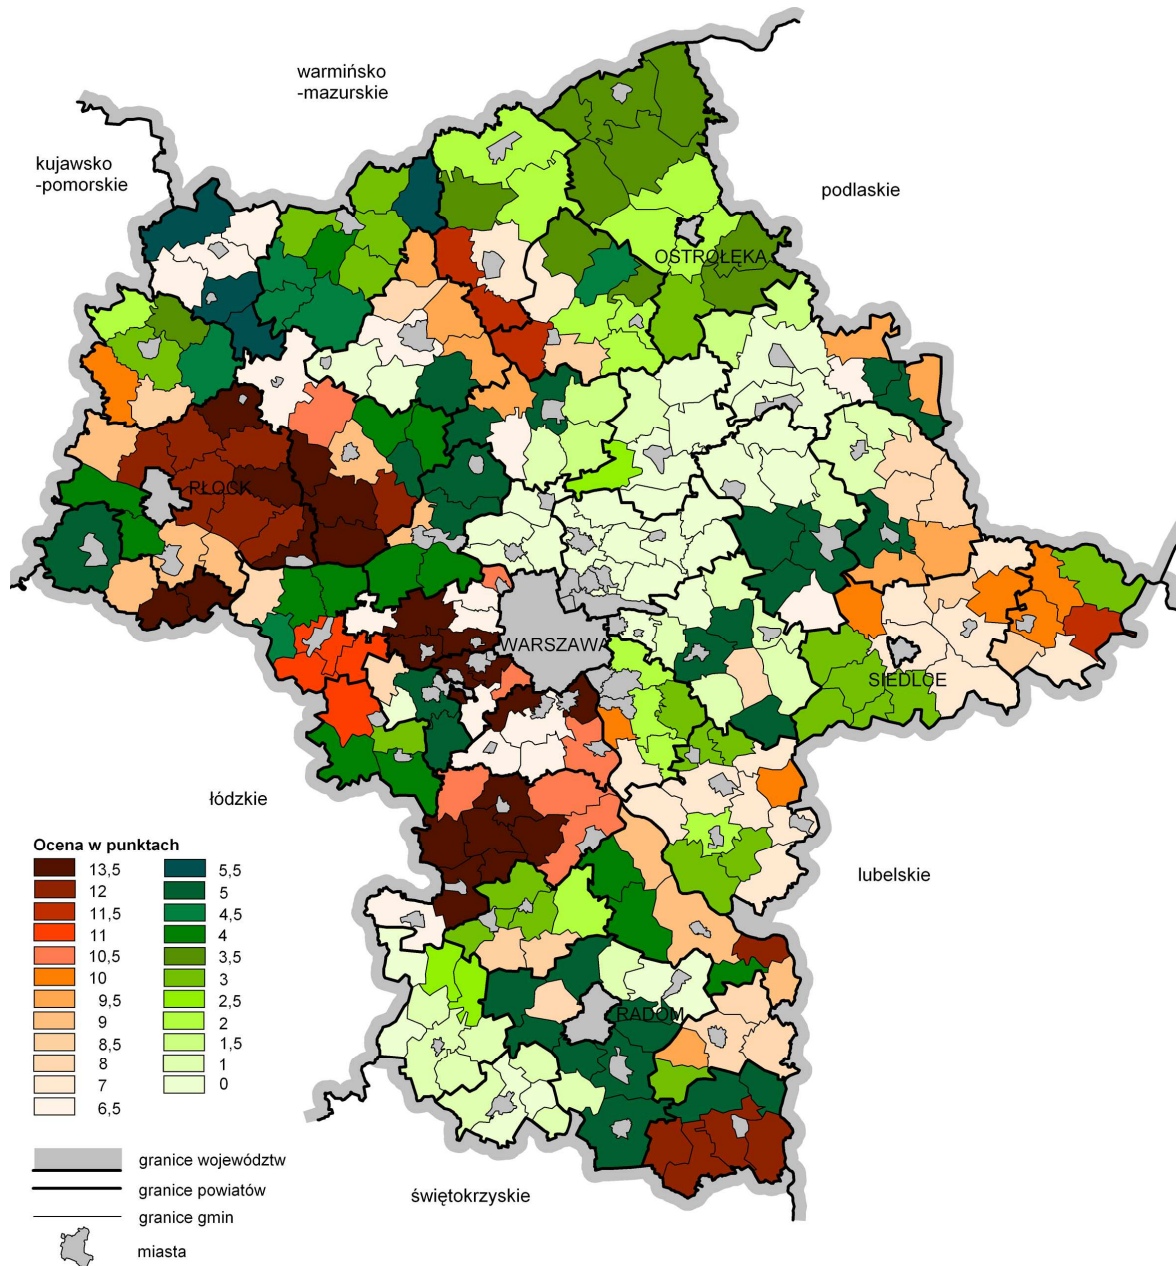 warmińsko
-mazurskie
kujawsko
-pomorskie
podlaskie
OSTROŁĘKA
PŁOCK
WARSZAWA
SIEDLCE
łódzkie
Ocena w punktach
13,5
12
11,5
11
10,5
10
9,5
9
8,5
8
7
6,5
5,5
5
4,5
4
3,5
3
2,5
2
1,5
1
0
lubelskie
RADOM
granice województw
granice powiatów
granice gmin
miasta
świętokrzyskie